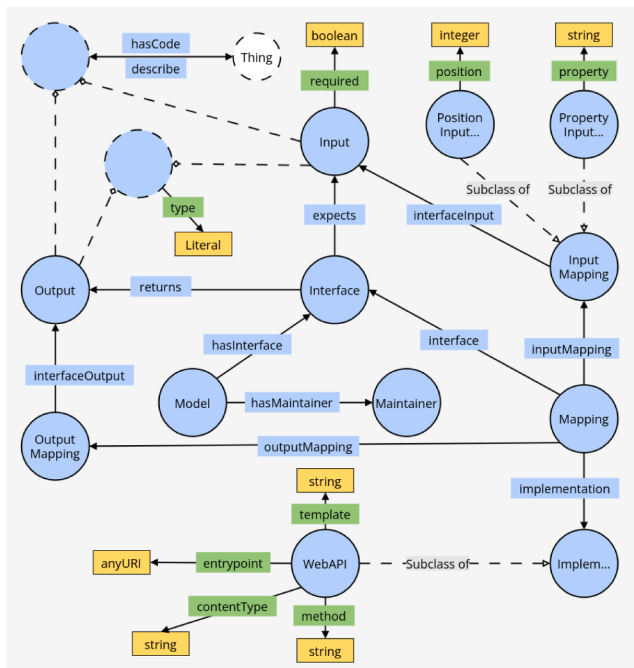 boolean
integer
string
hasCode
describe
Thing
required
position
property
Input
Position
Input...
Property
Input...
type
Literal
expects
interfaceInput
Subclass of
Subclass of
Input
Mapping
Output
returns
Interface
hasInterface
interface
inputMapping
interfaceOutput
Model
hasMaintainer
Maintainer
Mapping
Output
Mapping
outputMapping
string
template
implementation
anyURI
entrypoint
WebAPI
Subclass of
Implem...
contentType
method
string
string